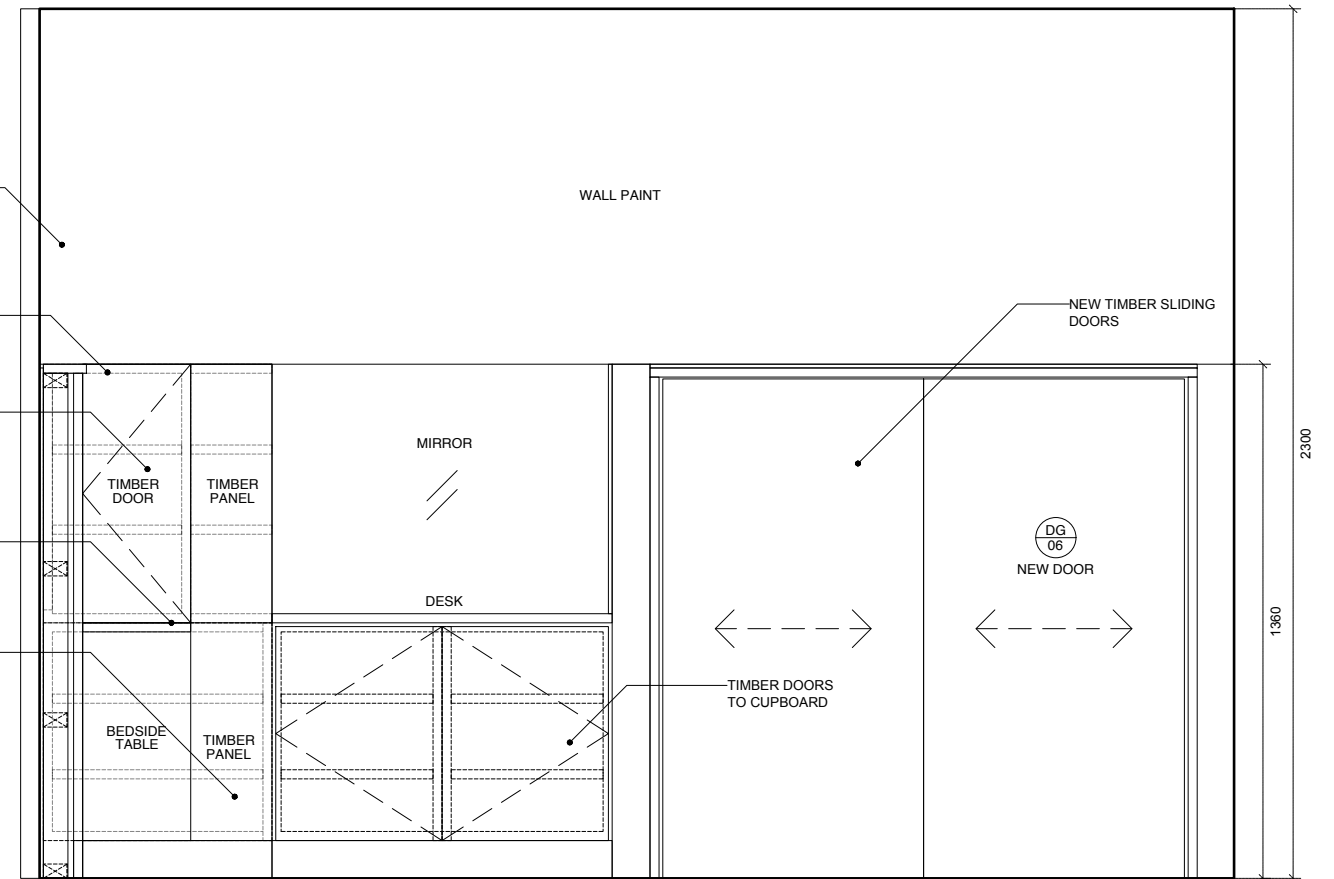 WALL PAINT
NEW TIMBER SLIDING
DOORS
2300
MIRROR
TIMBER
DOOR
TIMBER
PANEL
DG
06
NEW DOOR
DESK
1360
TIMBER DOORS
TO CUPBOARD
BEDSIDE
TABLE
TIMBER
PANEL